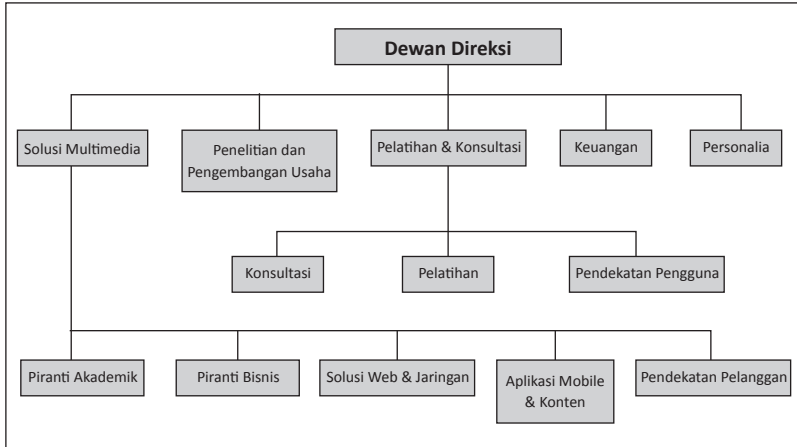 Dewan Direksi
Solusi Multimedia
Penelitian dan
Pengembangan Usaha
Pelatihan & Konsultasi
Keuangan
Personalia
Konsultasi
Pelatihan
Pendekatan Pengguna
Piranti Akademik
Piranti Bisnis
Solusi Web & Jaringan
Aplikasi Mobile
& Konten
Pendekatan Pelanggan